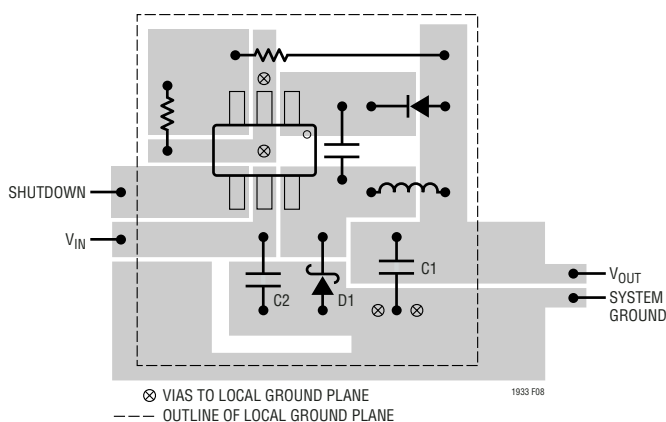 SHUTDOWN
V_IN
C2
D1
C1
V_OUT
SYSTEM
GROUND
⊗ VIAS TO LOCAL GROUND PLANE
--- OUTLINE OF LOCAL GROUND PLANE
1933 F08